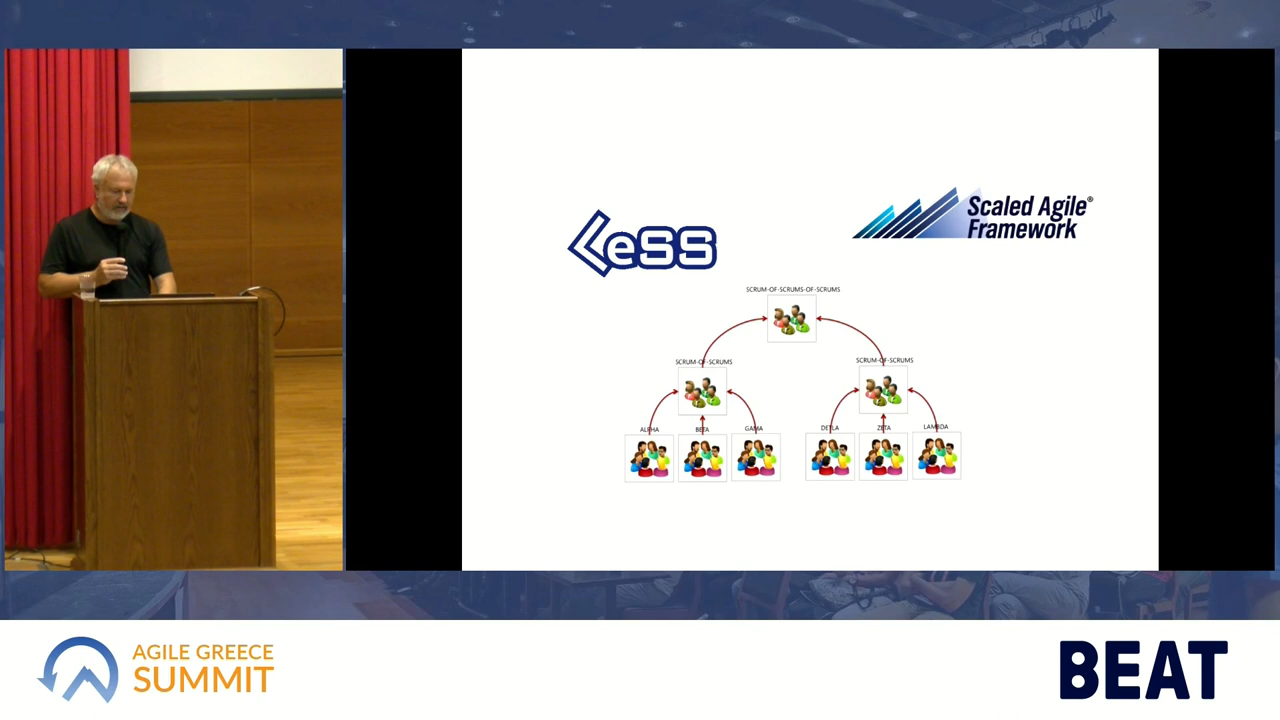 LeSS
Scaled Agile®
Framework
SCRUM-OF-SCRUMS-OF-SCRUMS
SCRUM-OF-SCRUMS
SCRUM-OF-SCRUMS
ALPHA
BETA
GAMA
DETLA
ZETA
LAMBDA
AGILE GREECE
SUMMIT
BEAT